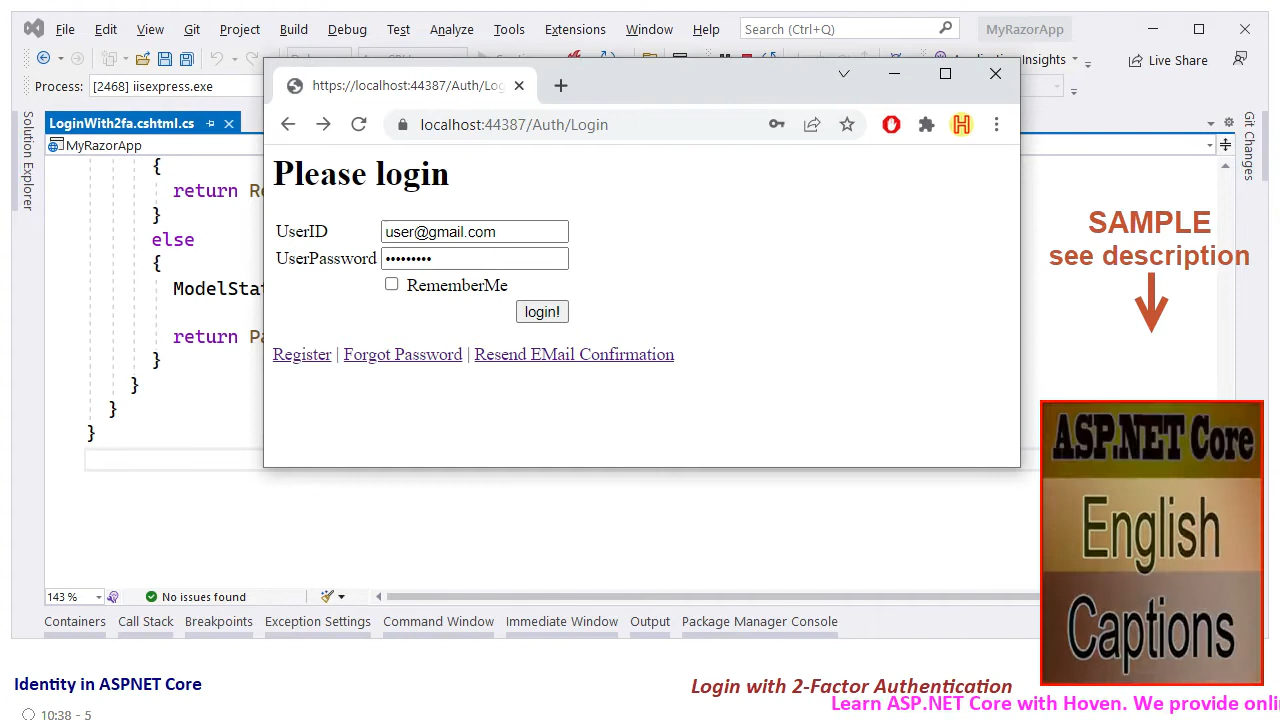 File Edit View Git Project Build Debug Test Analyze Tools Extensions Window Help Search (Ctrl+Q) MyRazorApp
Insights Live Share
Process: [2468] iisexpress.exe
https://localhost:44387/Auth/Log
localhost:44387/Auth/Login
LoginWith2fa.cshtml.cs
MyRazorApp
Solution Explorer
Git Changes
{
return
}
else
{
ModelSta
return
}
}
}
}
Please login
UserID user@gmail.com
UserPassword •••••••••
RememberMe
login!
Register | Forgot Password | Resend EMail Confirmation
SAMPLE
see description
ASP.NET Core
English
Captions
143 % No issues found
Containers Call Stack Breakpoints Exception Settings Command Window Immediate Window Output Package Manager Console
Identity in ASPNET Core
Login with 2-Factor Authentication
Learn ASP.NET Core with Hoven. We provide onli
10:38 - 5